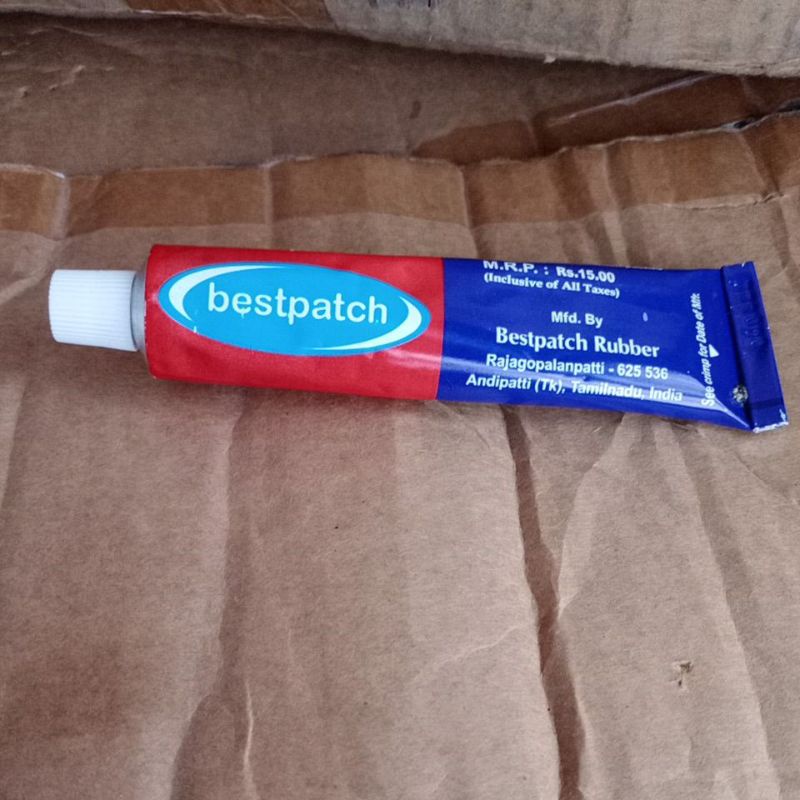 bestpatch
M.R.P. : Rs.15.00
(Inclusive of All Taxes)
Mfd. By
Bestpatch Rubber
Rajagopalanpatti - 625 536
Andipatti (Tk), Tamilnadu, India
See crimp for Date of Mfg.